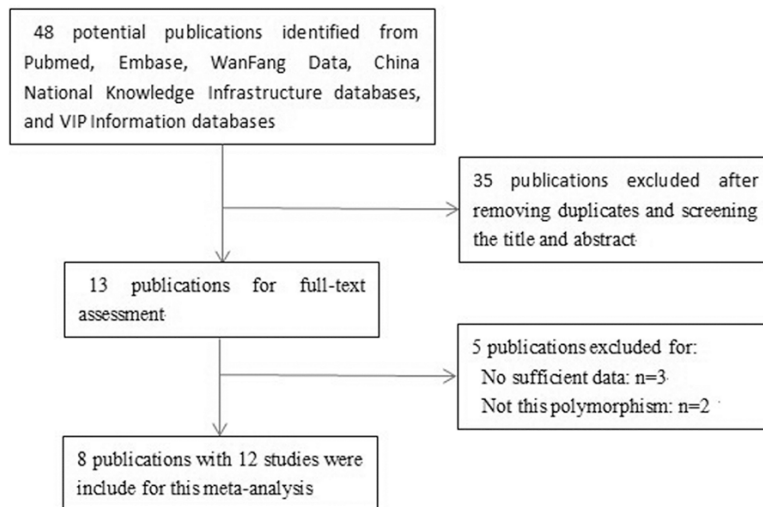 48 potential publications identified from
Pubmed, Embase, WanFang Data, China
National Knowledge Infrastructure databases,
and VIP Information databases
35 publications excluded after
removing duplicates and screening
the title and abstract
13 publications for full-text
assessment
5 publications excluded for:
No sufficient data: n=3
Not this polymorphism: n=2
8 publications with 12 studies were
include for this meta-analysis